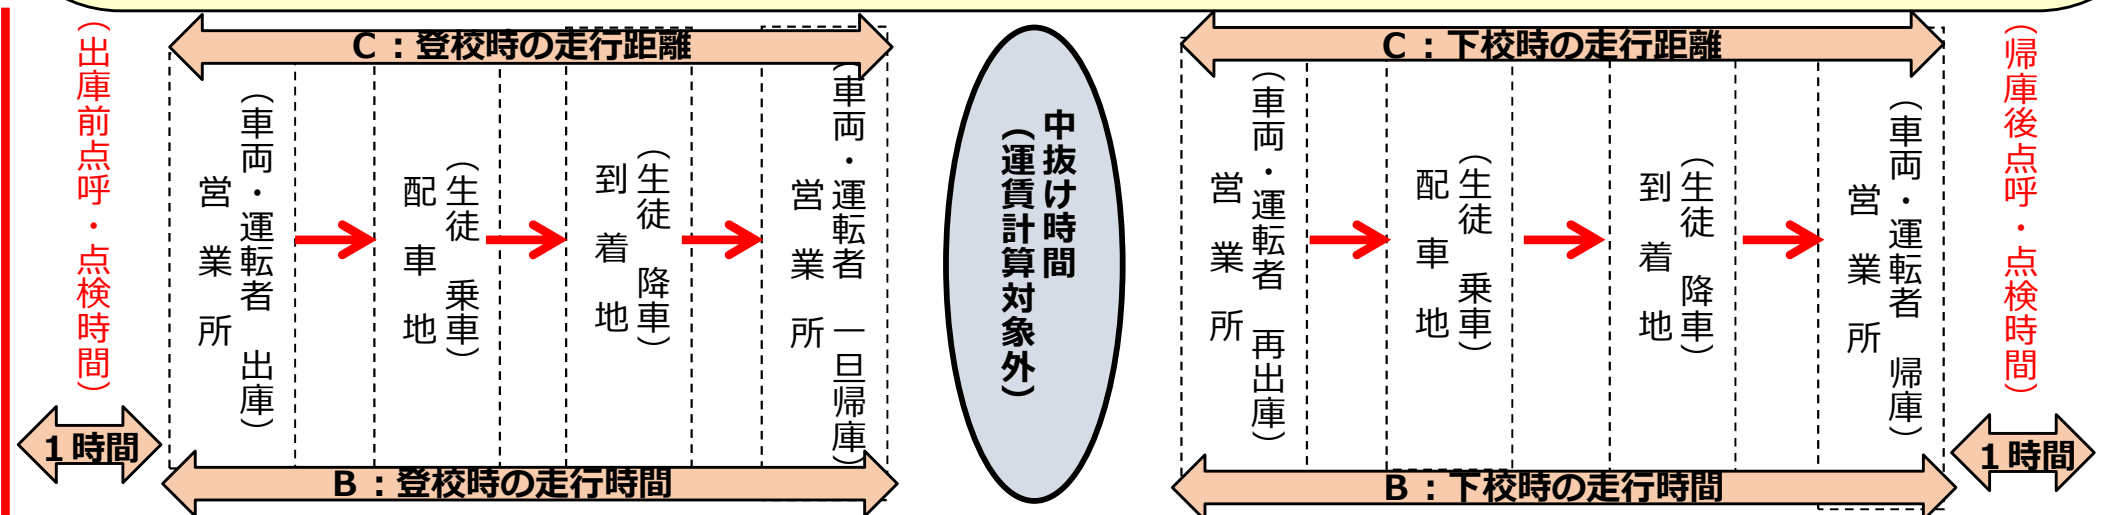 （出庫前点呼・点検時間）
１時間
C：登校時の走行距離
（車両・運転者　出庫）
営業所
（生徒　乗車）
配車地
（生徒　降車）
到着地
（車両・運転者　一旦帰庫）
営業所
B：登校時の走行時間
中抜け時間
（運賃計算対象外）
C：下校時の走行距離
（車両・運転者　再出庫）
営業所
（生徒　乗車）
配車地
（生徒　降車）
到着地
（車両・運転者　帰庫）
営業所
B：下校時の走行時間
（帰庫後点呼・点検時間）
１時間